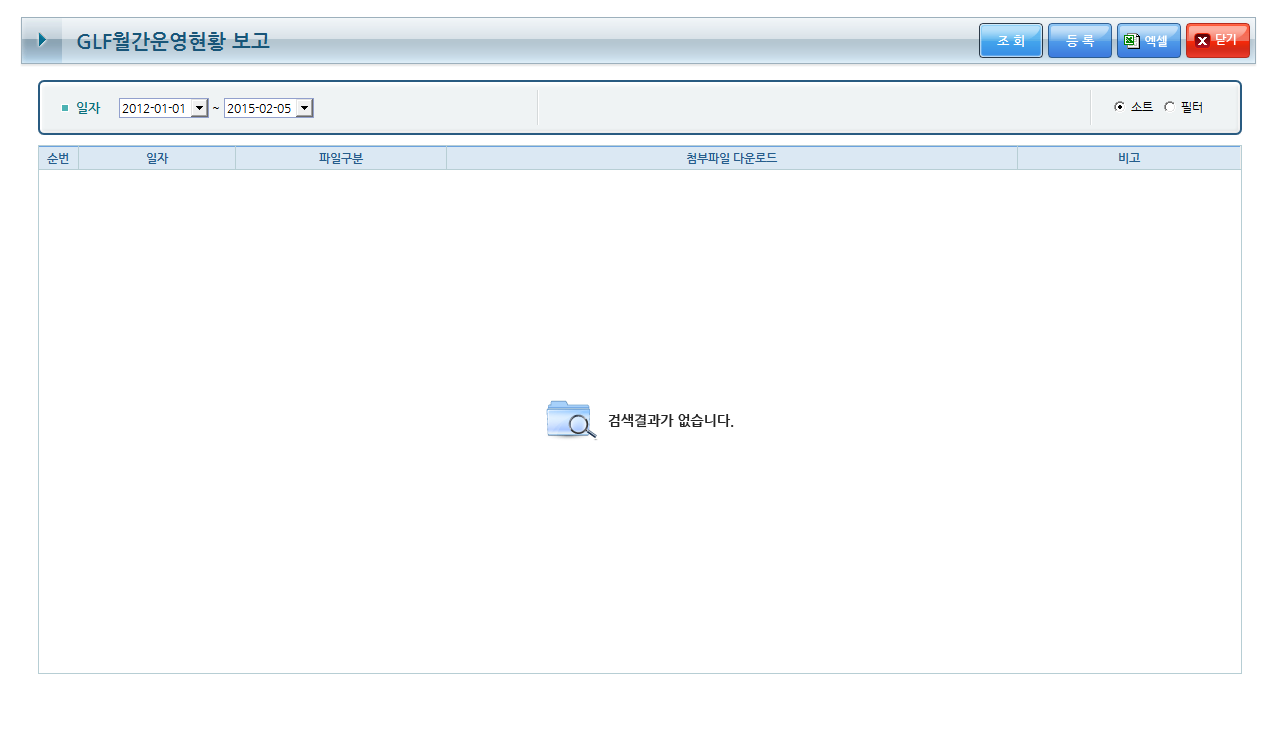 GLF월간운영현황 보고 조 회 등 록 엑셀 닫기
일자 2012-01-01 ~ 2015-02-05 소트 필터
순번 일자 파일구분 첨부파일 다운로드 비고
검색결과가 없습니다.